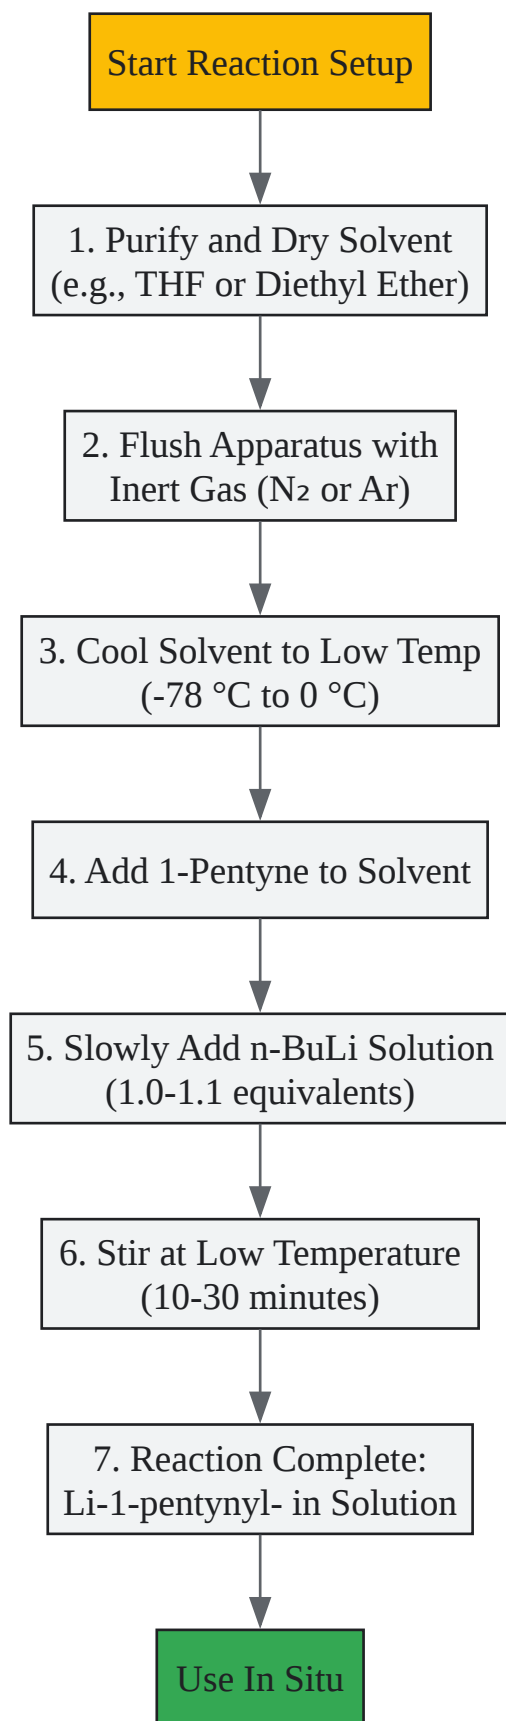 Start Reaction Setup
1. Purify and Dry Solvent
(e.g., THF or Diethyl Ether)
2. Flush Apparatus with
Inert Gas (N₂ or Ar)
3. Cool Solvent to Low Temp
(-78 °C to 0 °C)
4. Add 1-Pentyne to Solvent
5. Slowly Add n-BuLi Solution
(1.0-1.1 equivalents)
6. Stir at Low Temperature
(10-30 minutes)
7. Reaction Complete:
Li-1-pentynyl- in Solution
Use In Situ